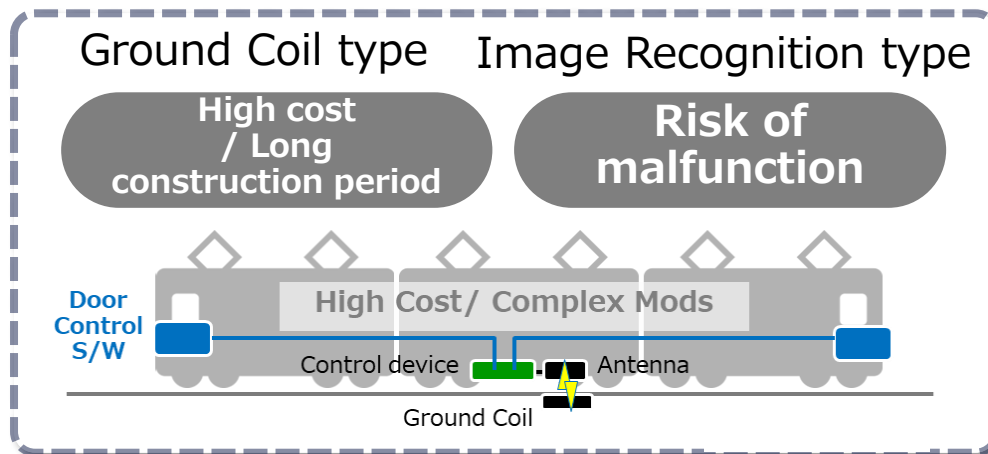 Ground Coil type
Image Recognition type
High cost
/ Long
construction period
Risk of
malfunction
High Cost/ Complex Mods
Door
Control
S/W
Control device
Antenna
Ground Coil